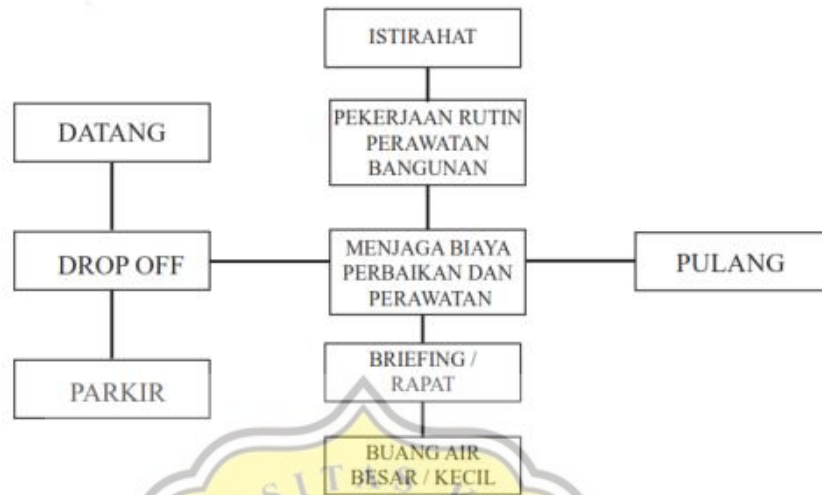 ISTIRAHAT
DATANG
PEKERJAAN RUTIN
PERAWATAN
BANGUNAN
DROP OFF
MENJAGA BIAYA
PERBAIKAN DAN
PERAWATAN
PULANG
PARKIR
BRIEFING /
RAPAT
BUANG AIR
BESAR / KECIL
SITAS